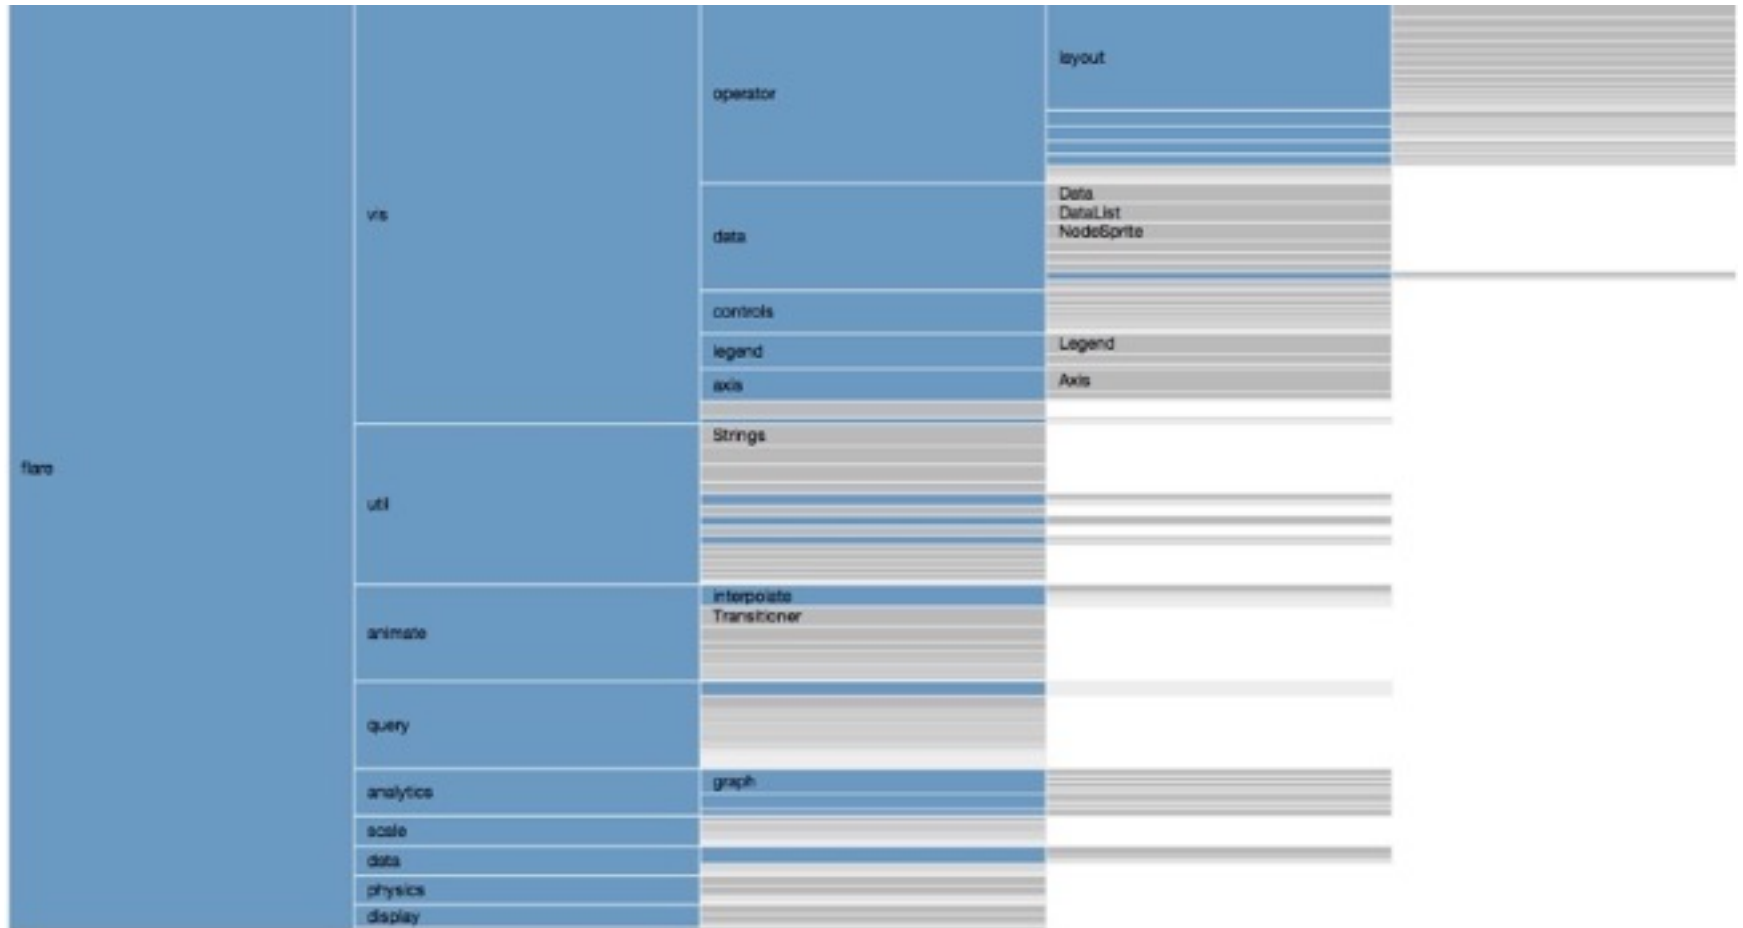 flare
vis
util
animate
query
analytics
scale
data
physics
display
operator
data
controls
legend
axis
Strings
interpolate
Transitioner
graph
layout
Data
DataList
NodeSprite
Legend
Axis